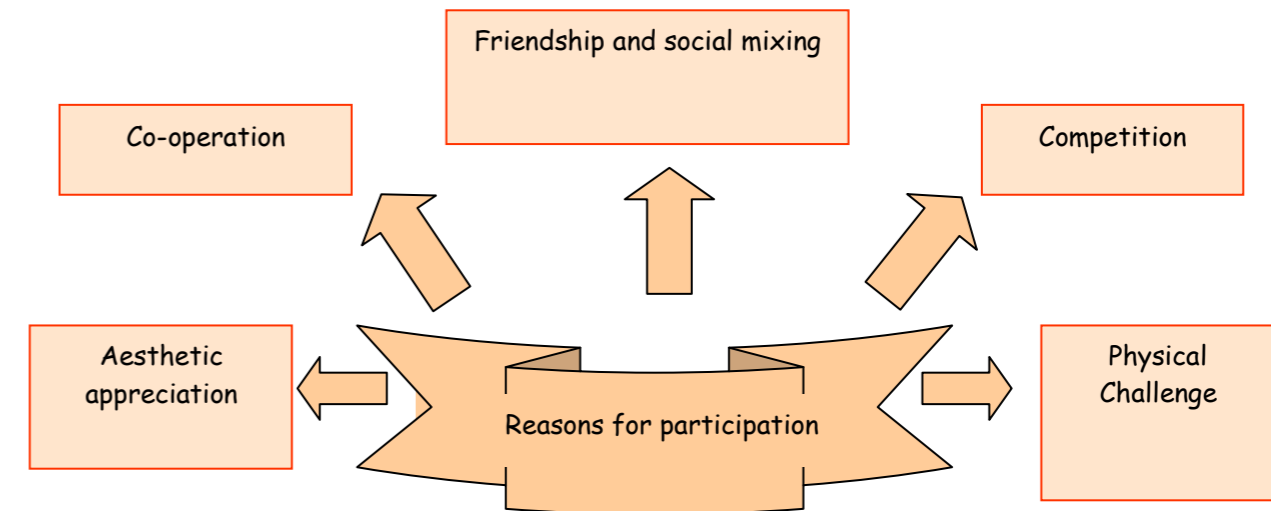 Friendship and social mixing
Co-operation
Competition
Aesthetic
appreciation
Physical
Challenge
Reasons for participation